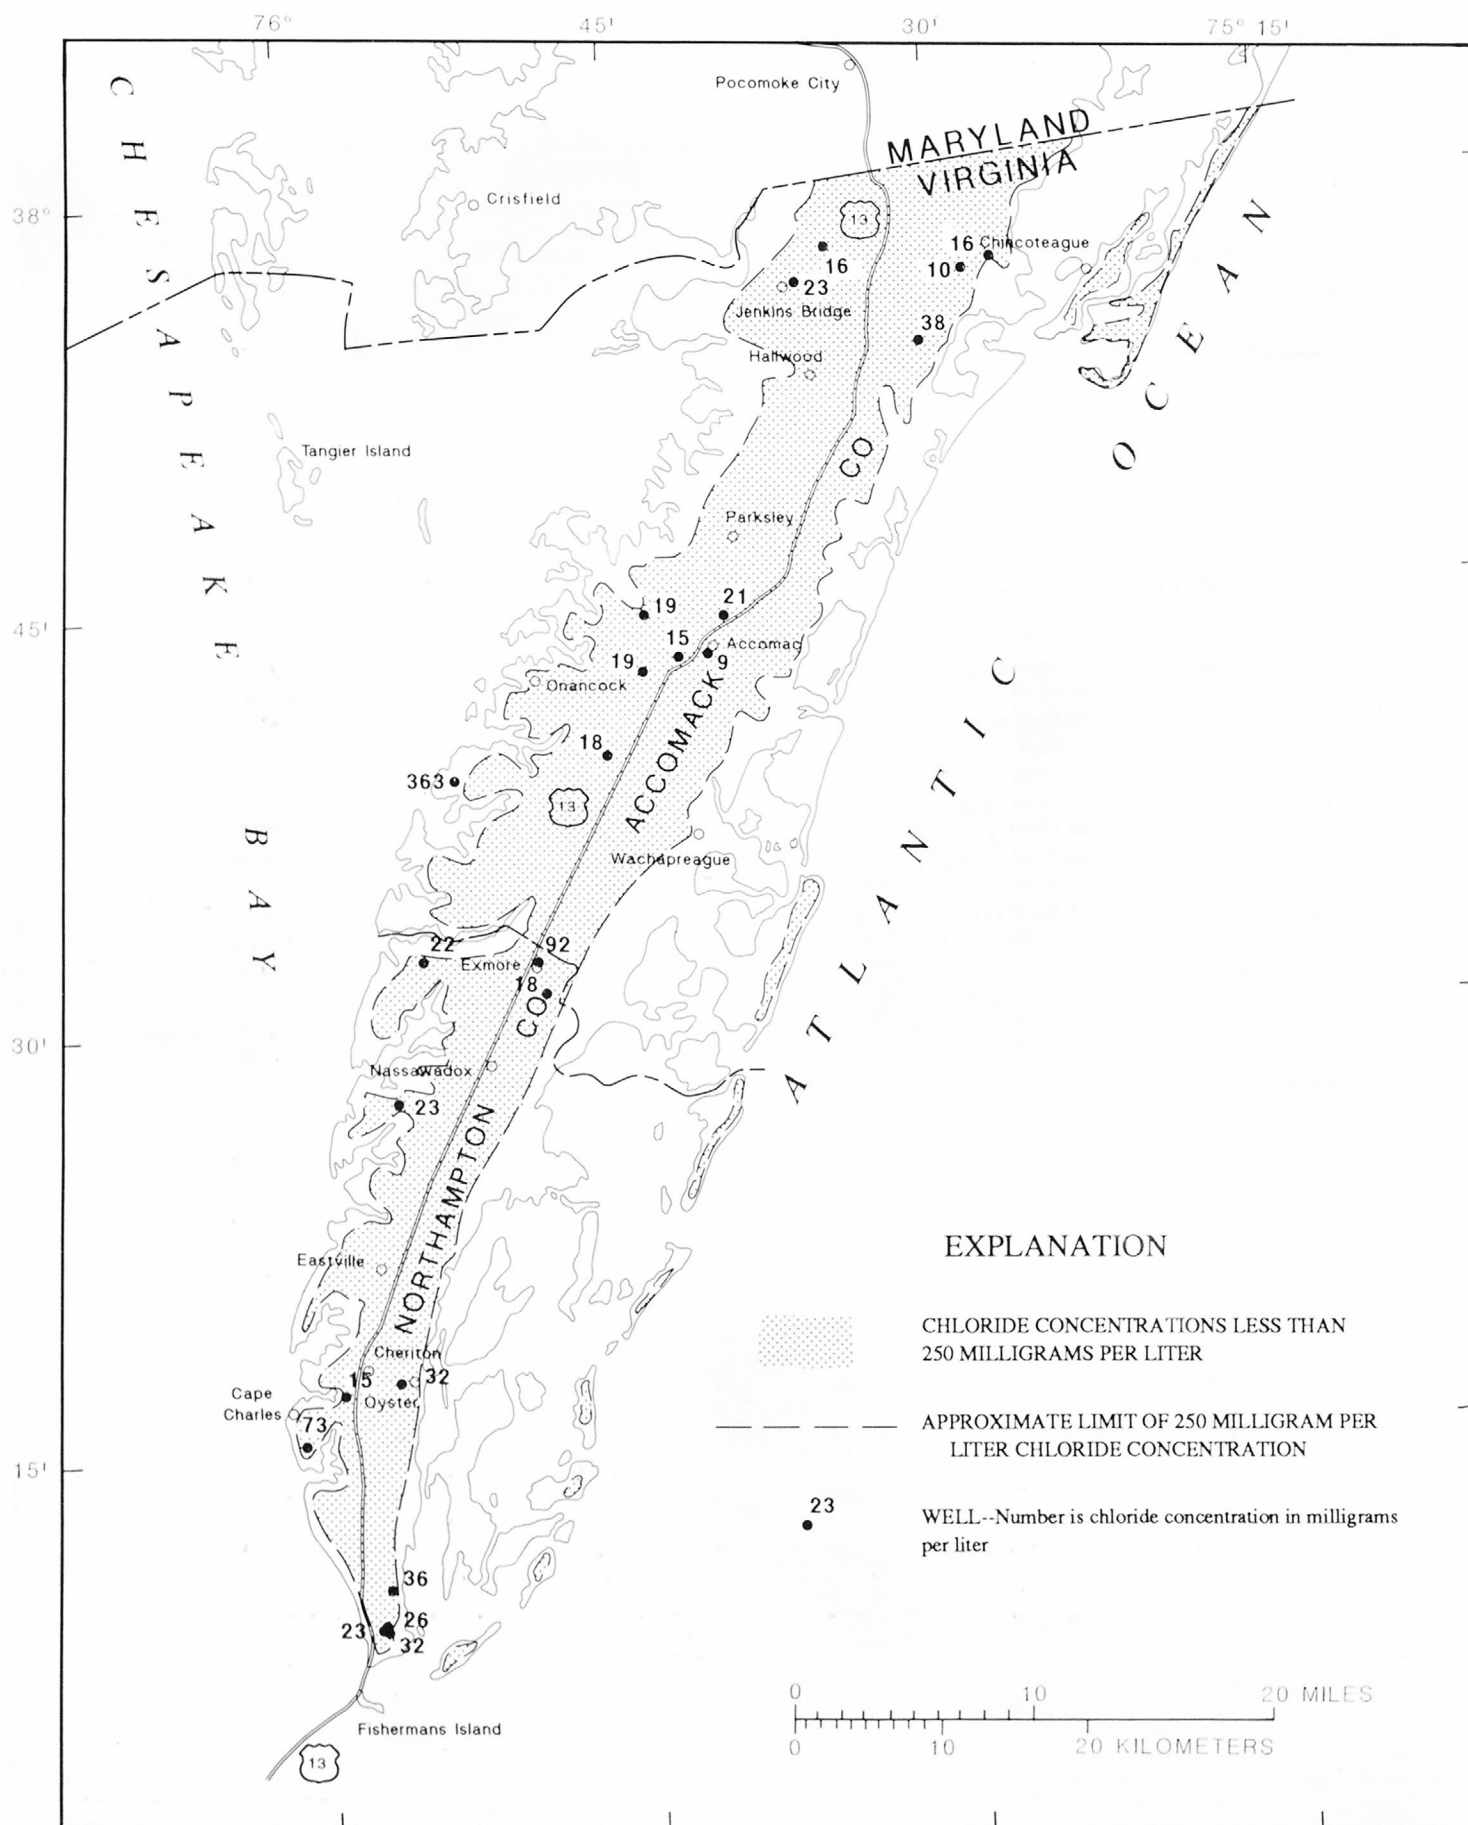 76° 45' 30' 75° 15'
Pocomoke City
MARYLAND
VIRGINIA
Crisfield
38°
13
16 Chincoteague
16
10
23
Jenkins Bridge
38
Hallwood
CHESAPEAKE BAY
ATLANTIC OCEAN
Tangier Island
Parksley
19
21
45'
15
Accomac
19
9
Onancock
ACCOMACK CO
18
363
13
Wachapreague
22
92
Exmore
18
30'
Nassawadox
23
NORTHAMPTON CO
Eastville
Cheriton
15
32
Cape
Charles
Oyster
73
15'
36
26
23
32
Fishermans Island
13
EXPLANATION
CHLORIDE CONCENTRATIONS LESS THAN
250 MILLIGRAMS PER LITER
APPROXIMATE LIMIT OF 250 MILLIGRAM PER
LITER CHLORIDE CONCENTRATION
23
WELL--Number is chloride concentration in milligrams
per liter
0 10 20 MILES
0 10 20 KILOMETERS